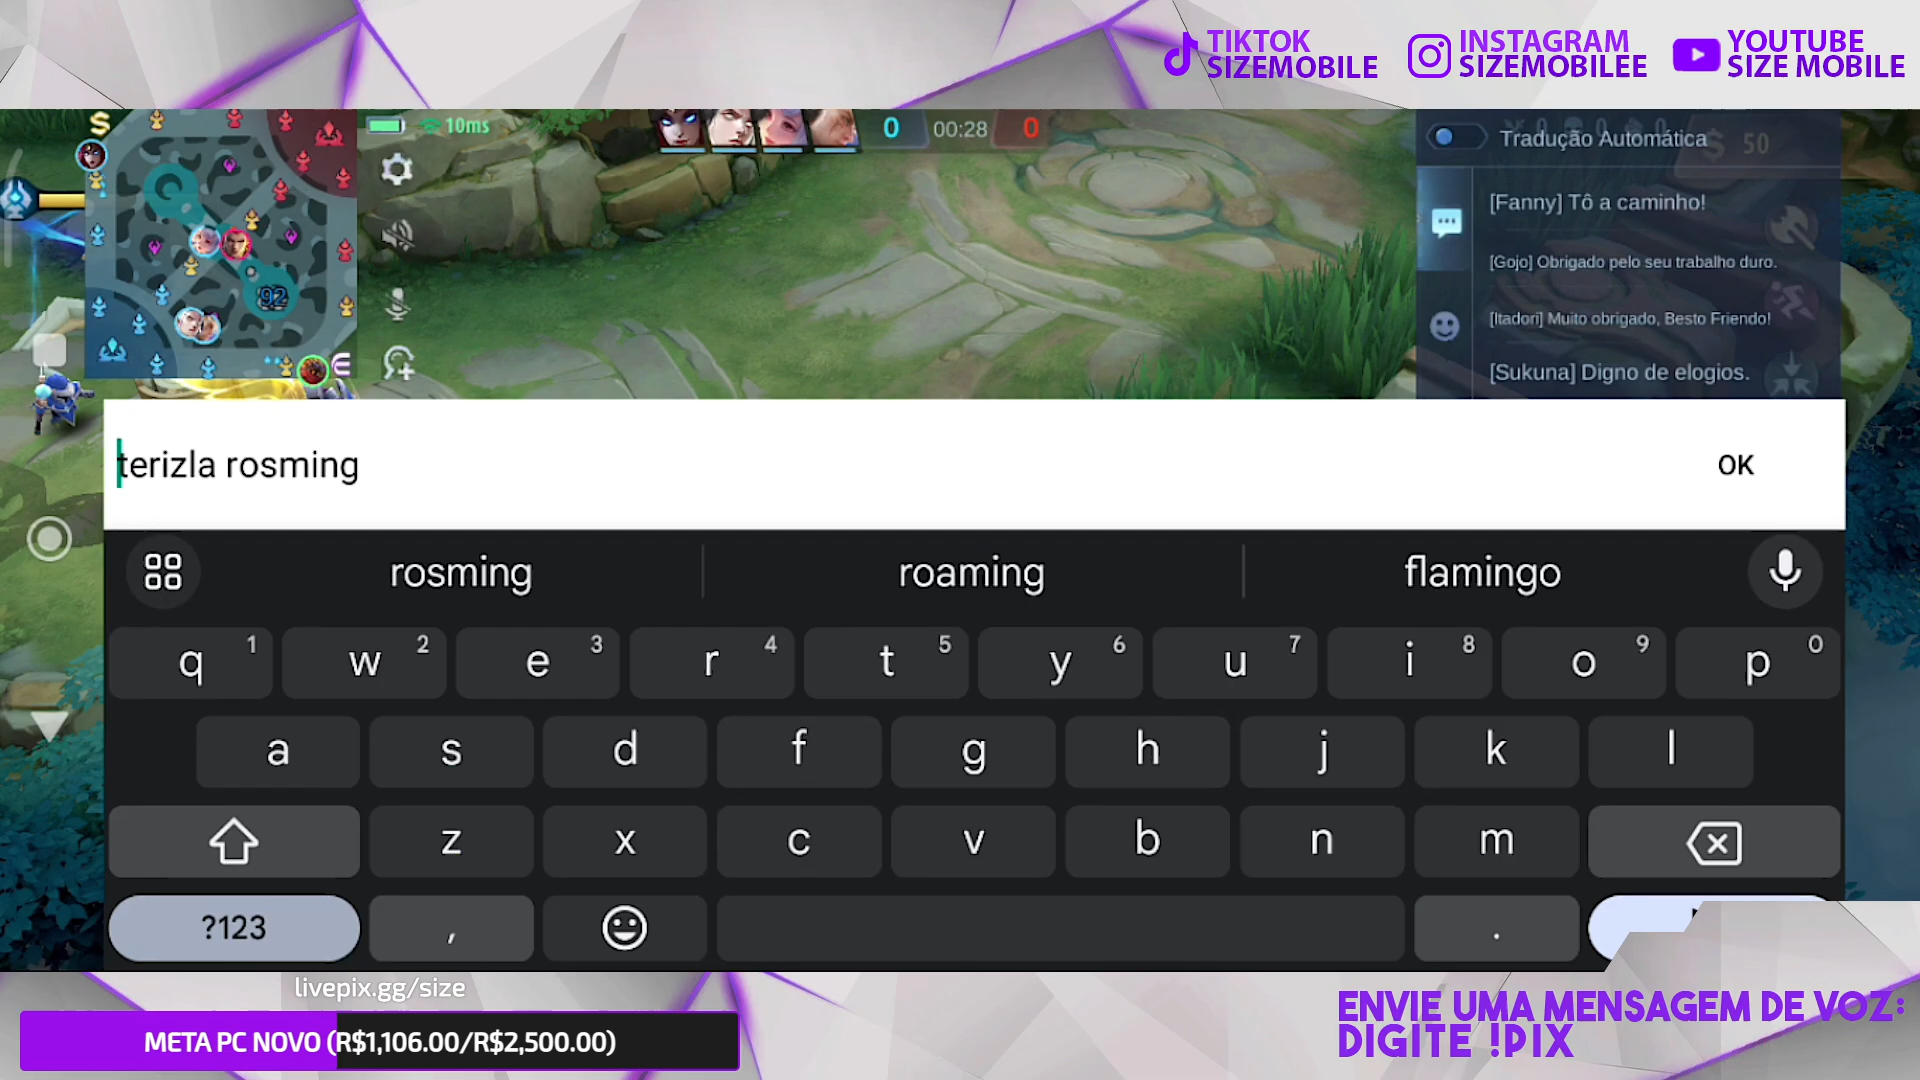 TIKTOK
SIZEMOBILE
INSTAGRAM
SIZEMOBILEE
YOUTUBE
SIZE MOBILE
10ms
0 00:28 0
Tradução Automática
50
[Fanny] Tô a caminho!
[Gojo] Obrigado pelo seu trabalho duro.
[Itadori] Muito obrigado, Besto Friendo!
[Sukuna] Digno de elogios.
92
terizla rosming
OK
rosming roaming flamingo
q 1 w 2 e 3 r 4 t 5 y 6 u 7 i 8 o 9 p 0
a s d f g h j k l
z x c v b n m
?123 , .
livepix.gg/size
META PC NOVO (R$1,106.00/R$2,500.00)
ENVIE UMA MENSAGEM DE VOZ:
DIGITE !PIX